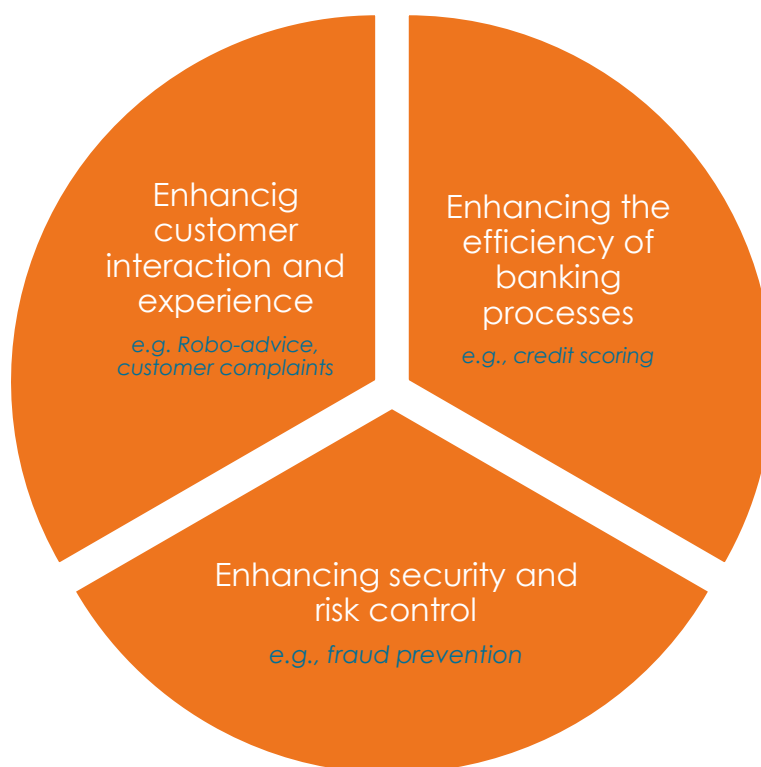 Enhancig
customer
interaction and
experience
e.g. Robo-advice,
customer complaints
Enhancing the
efficiency of
banking
processes
e.g., credit scoring
Enhancing security and
risk control
e.g., fraud prevention